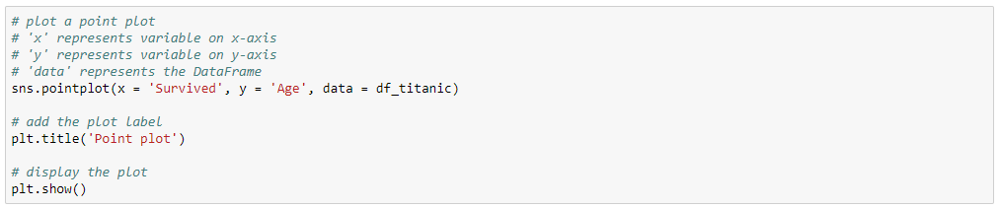 # plot a point plot
# 'x' represents variable on x-axis
# 'y' represents variable on y-axis
# 'data' represents the DataFrame
sns.pointplot(x = 'Survived', y = 'Age', data = df_titanic)
# add the plot label
plt.title('Point plot')
# display the plot
plt.show()